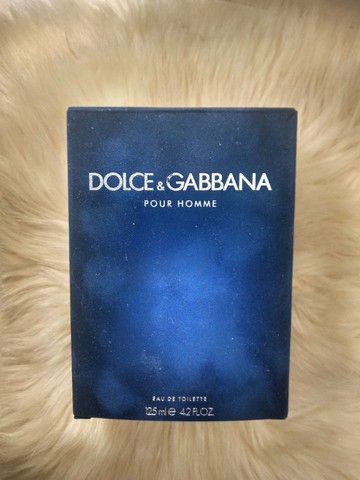 DOLCE & GABBANA
POUR HOMME
EAU DE TOILETTE
125 ml ℮ 4.2 FL.OZ.